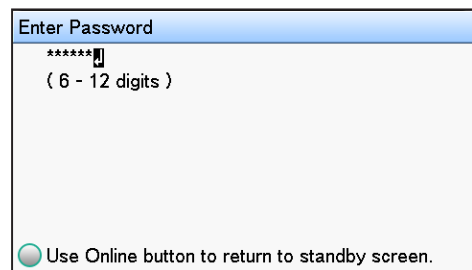 Enter Password
******↲
( 6 - 12 digits )
Use Online button to return to standby screen.